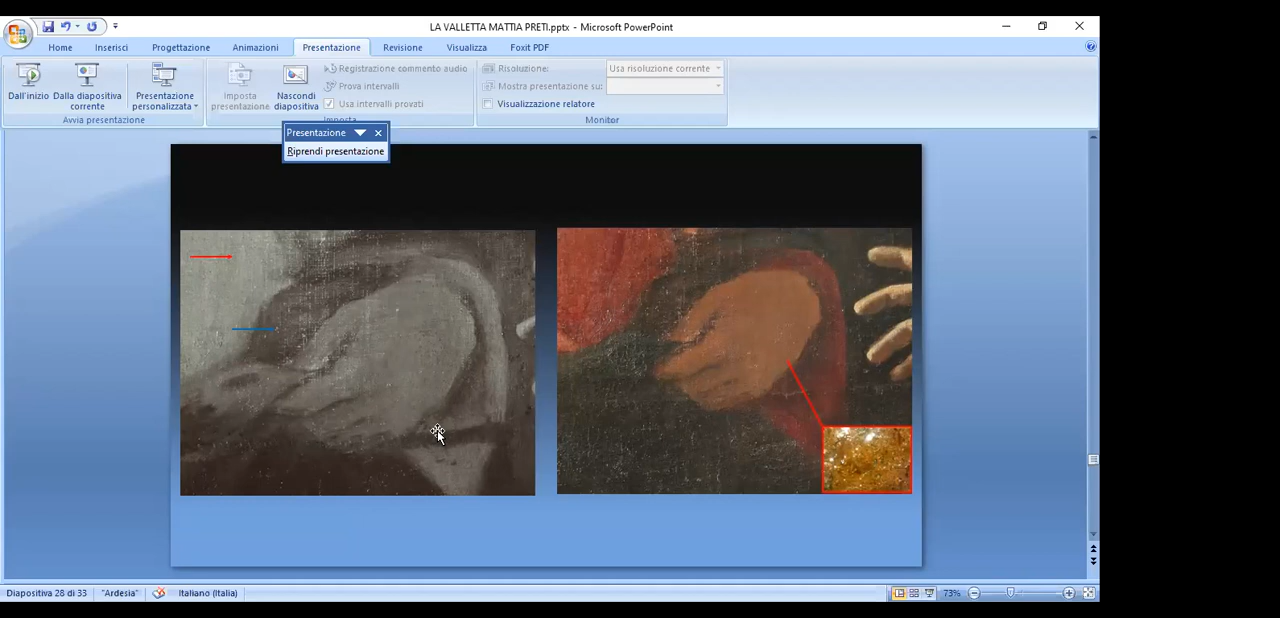 LA VALLETTA MATTIA PRETI.pptx - Microsoft PowerPoint
Home Inserisci Progettazione Animazioni Presentazione Revisione Visualizza Foxit PDF
Dall'inizio
Dalla diapositiva corrente
Presentazione personalizzata
Avvia presentazione
Imposta presentazione
Nascondi diapositiva
Registrazione commento audio
Prova intervalli
Usa intervalli provati
Imposta
Risoluzione: Usa risoluzione corrente
Mostra presentazione su:
Visualizzazione relatore
Monitor
Presentazione
Riprendi presentazione
Diapositiva 28 di 33 "Ardesia" Italiano (Italia) 73%